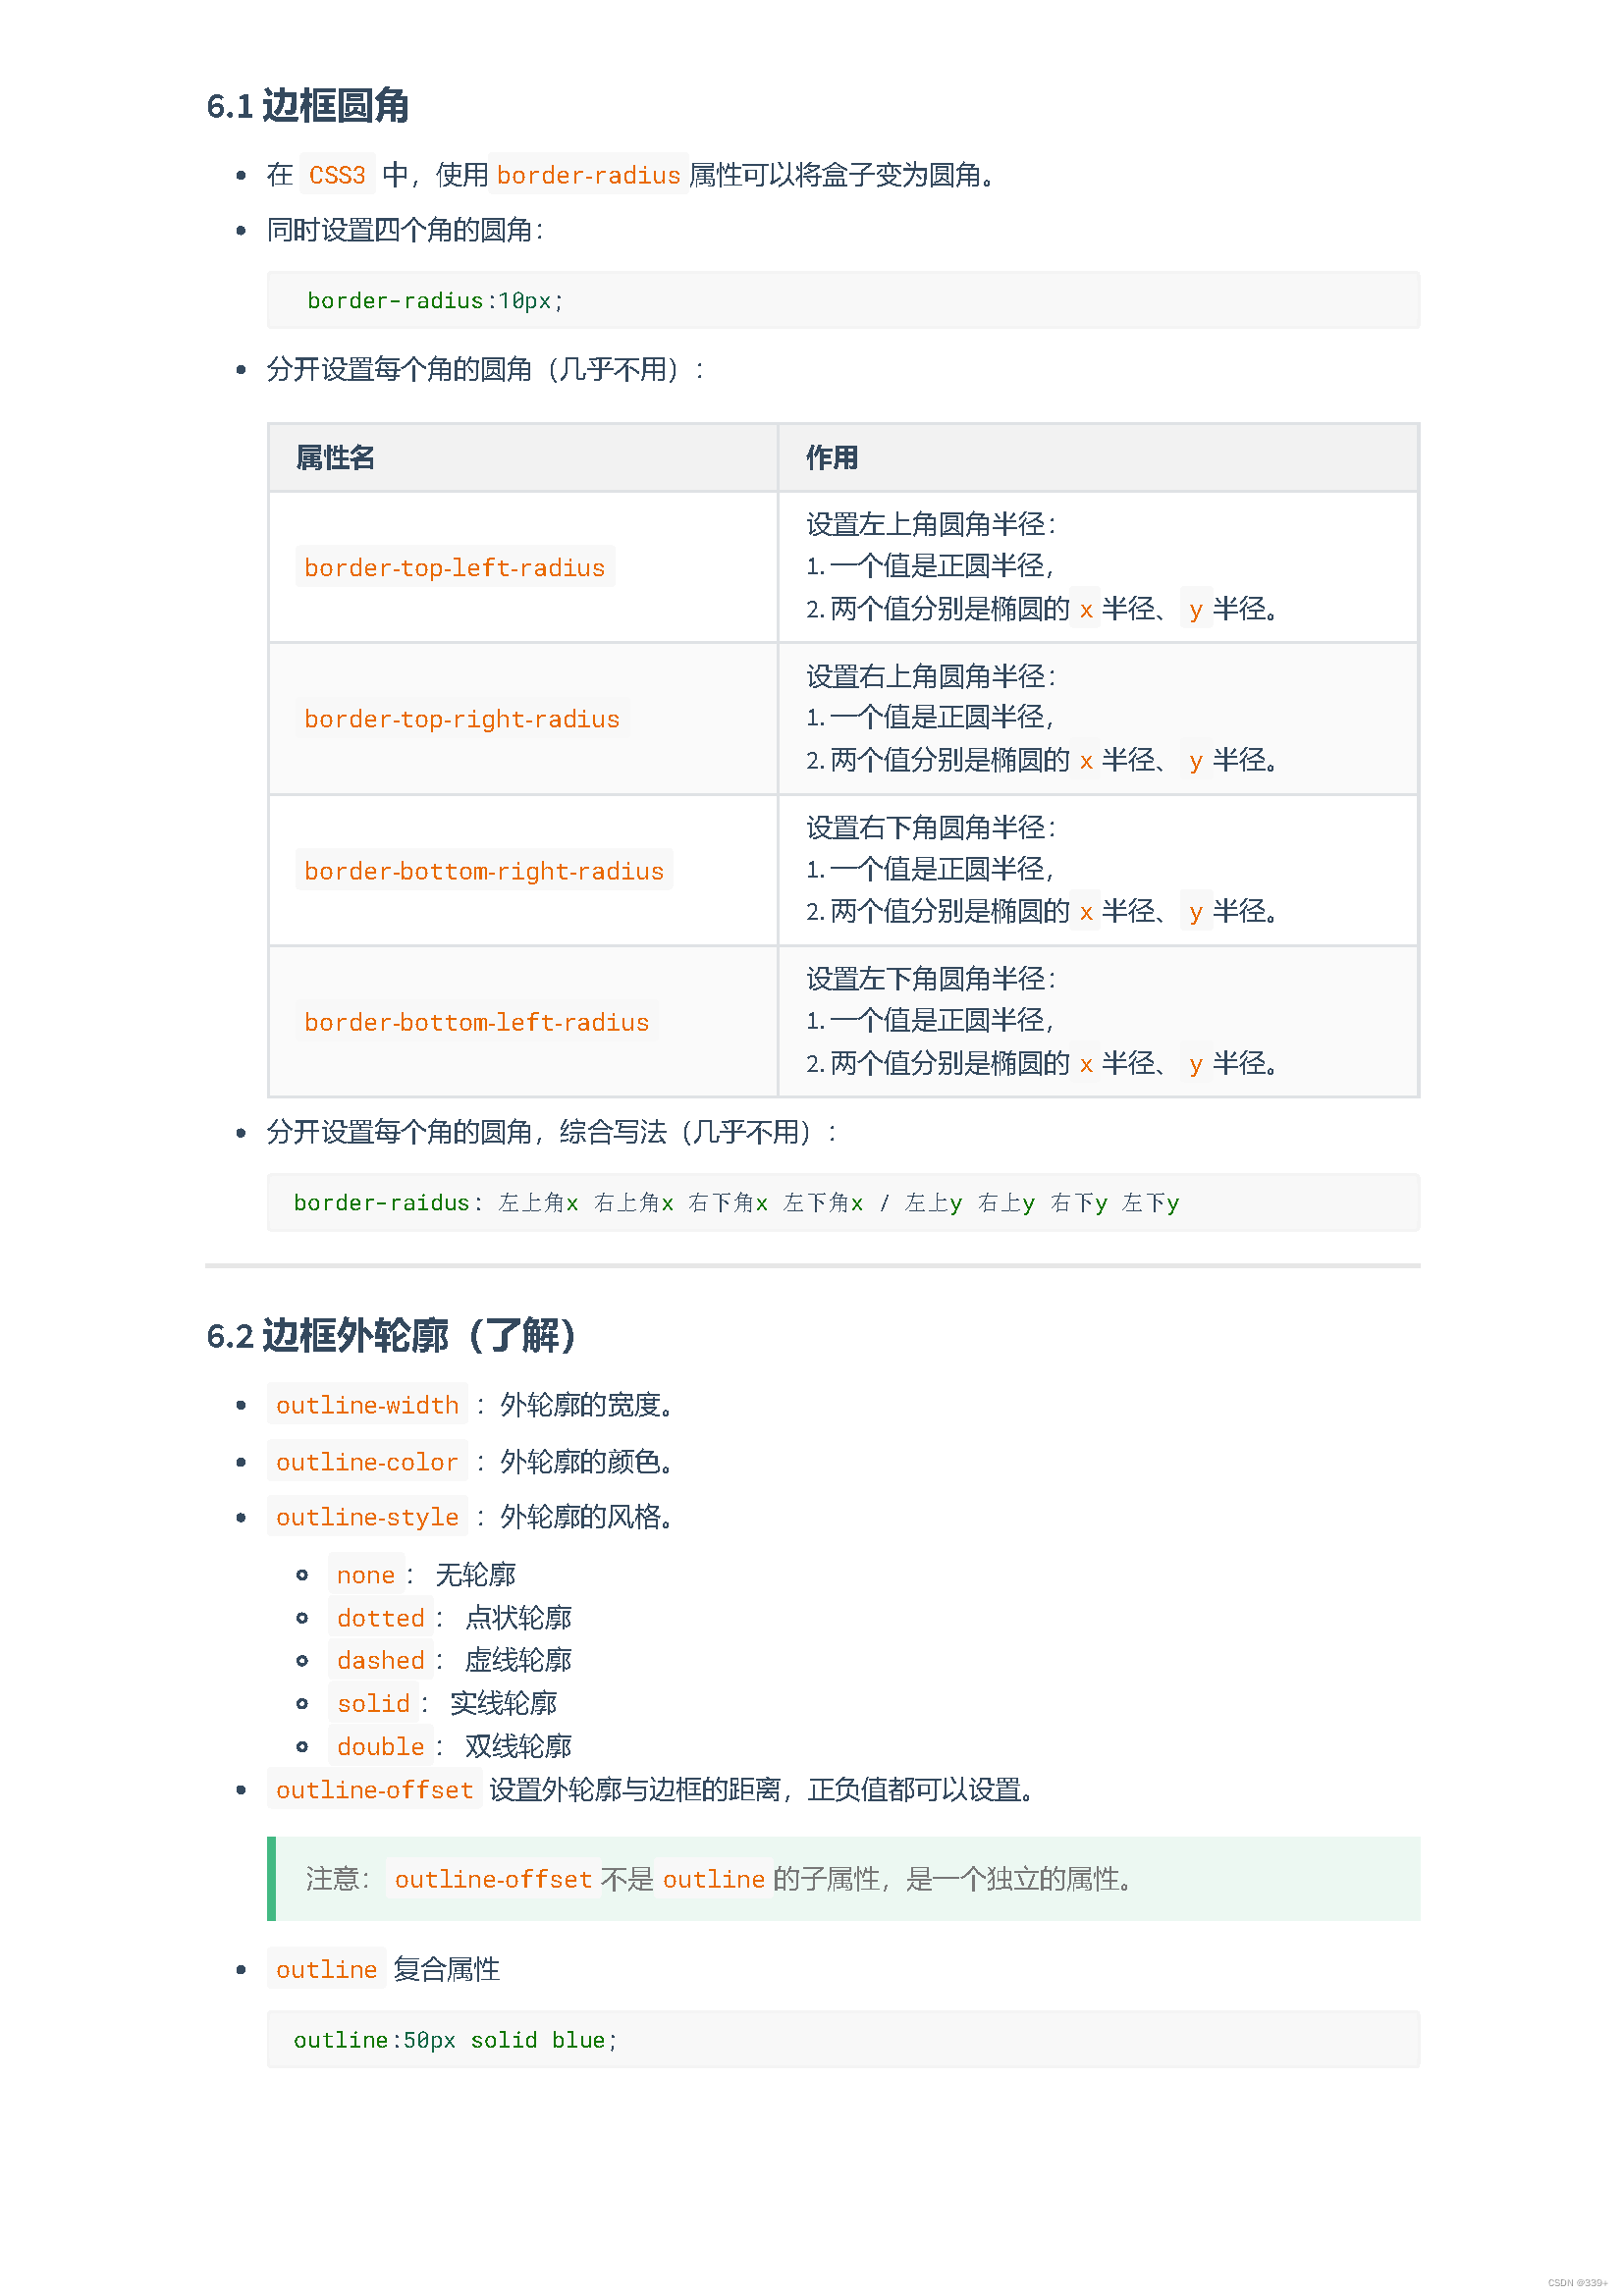 6.1 边框圆角
在 CSS3 中，使用 border-radius 属性可以将盒子变为圆角。
同时设置四个角的圆角：
border-radius:10px;
分开设置每个角的圆角（几乎不用）：
属性名 作用
border-top-left-radius
设置左上角圆角半径：
1. 一个值是正圆半径，
2. 两个值分别是椭圆的 x 半径、 y 半径。
border-top-right-radius
设置右上角圆角半径：
1. 一个值是正圆半径，
2. 两个值分别是椭圆的 x 半径、 y 半径。
border-bottom-right-radius
设置右下角圆角半径：
1. 一个值是正圆半径，
2. 两个值分别是椭圆的 x 半径、 y 半径。
border-bottom-left-radius
设置左下角圆角半径：
1. 一个值是正圆半径，
2. 两个值分别是椭圆的 x 半径、 y 半径。
分开设置每个角的圆角，综合写法（几乎不用）：
border-raidus: 左上角x 右上角x 右下角x 左下角x / 左上y 右上y 右下y 左下y
6.2 边框外轮廓（了解）
outline-width ：外轮廓的宽度。
outline-color ：外轮廓的颜色。
outline-style ：外轮廓的风格。
none ： 无轮廓
dotted ： 点状轮廓
dashed ： 虚线轮廓
solid ： 实线轮廓
double ： 双线轮廓
outline-offset 设置外轮廓与边框的距离，正负值都可以设置。
注意： outline-offset 不是 outline 的子属性，是一个独立的属性。
outline 复合属性
outline:50px solid blue;
CSDN @339+